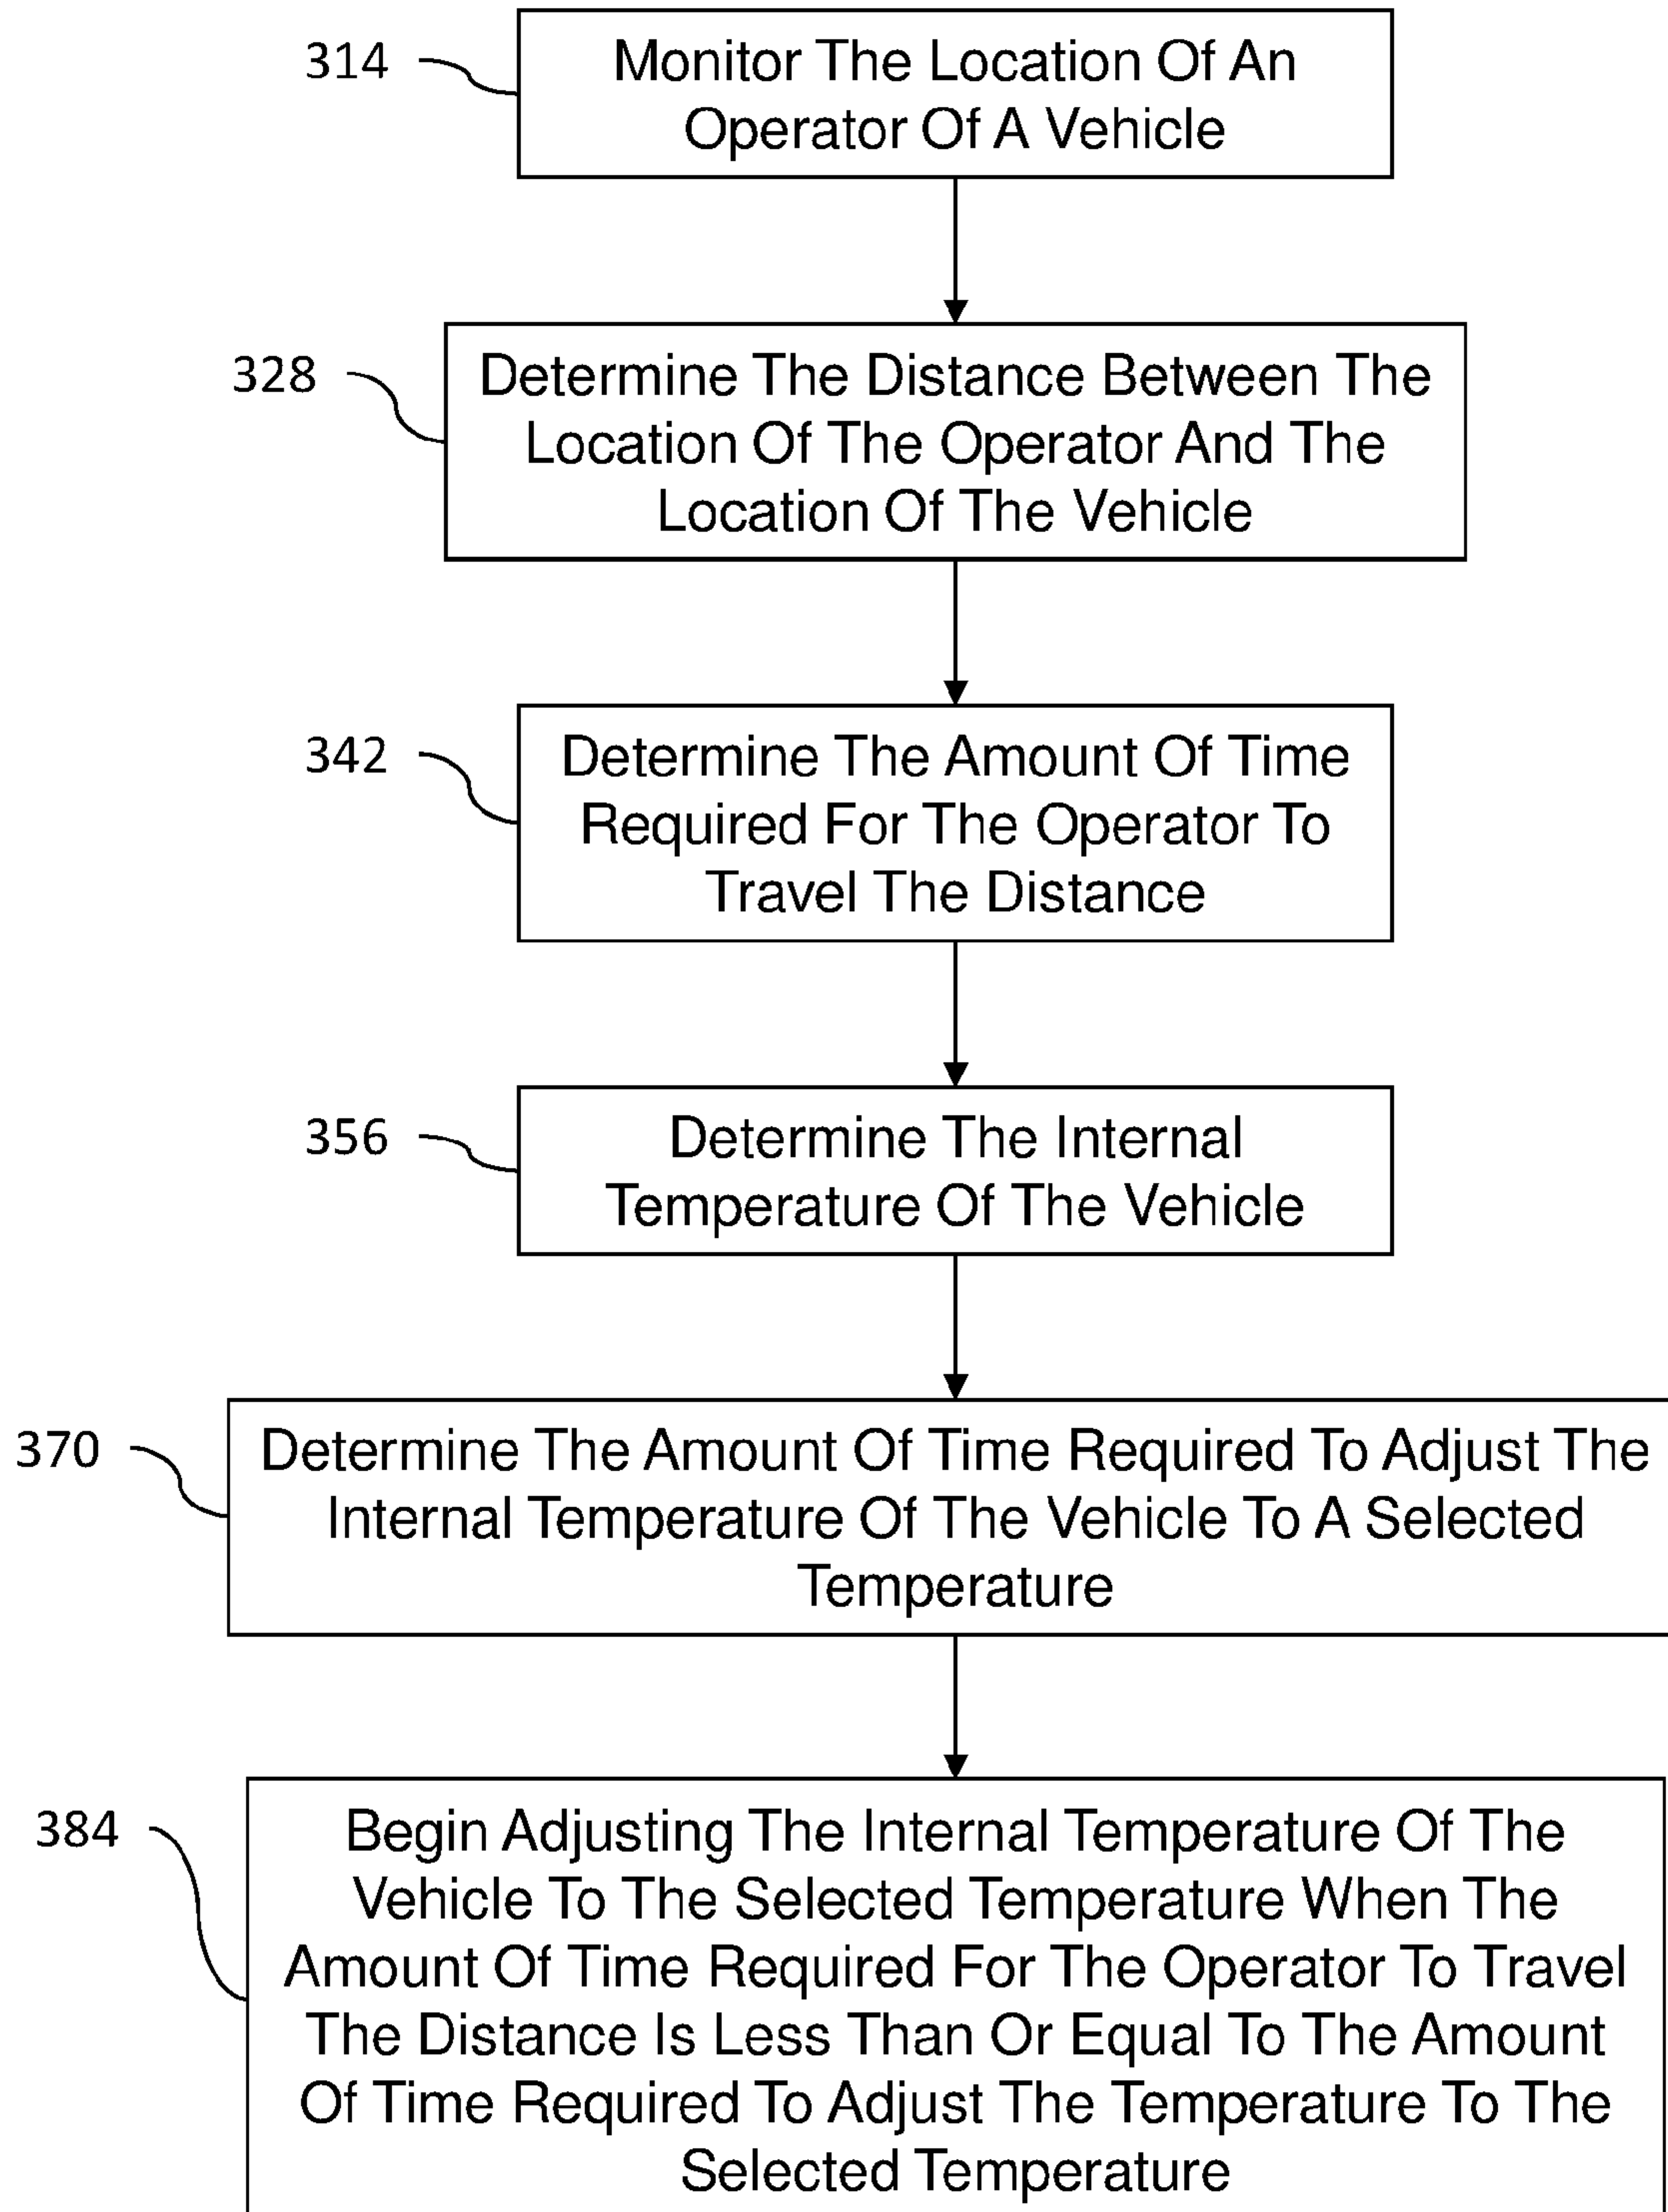 314
Monitor The Location Of An
Operator Of A Vehicle
328
Determine The Distance Between The
Location Of The Operator And The
Location Of The Vehicle
342
Determine The Amount Of Time
Required For The Operator To
Travel The Distance
356
Determine The Internal
Temperature Of The Vehicle
370
Determine The Amount Of Time Required To Adjust The
Internal Temperature Of The Vehicle To A Selected
Temperature
384
Begin Adjusting The Internal Temperature Of The
Vehicle To The Selected Temperature When The
Amount Of Time Required For The Operator To Travel
The Distance Is Less Than Or Equal To The Amount
Of Time Required To Adjust The Temperature To The
Selected Temperature